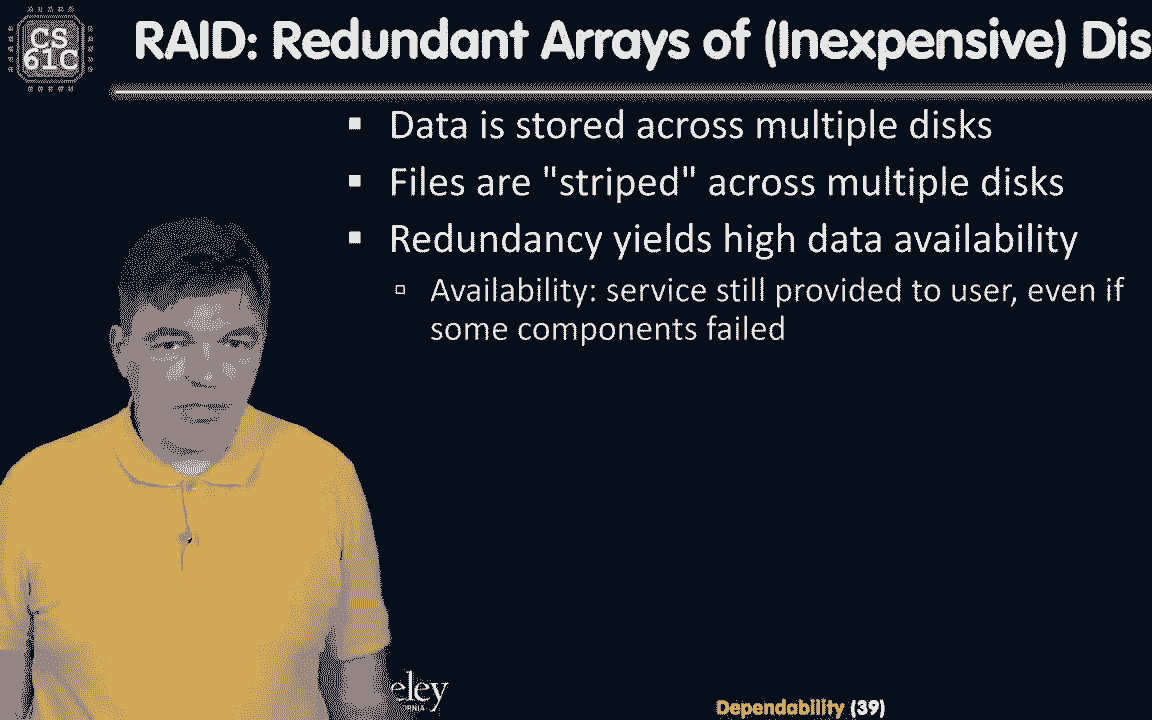 CS
61C
RAID: Redundant Arrays of (Inexpensive) Dis
▪ Data is stored across multiple disks
▪ Files are "striped" across multiple disks
▪ Redundancy yields high data availability
▫ Availability: service still provided to user, even if
some components failed
eley
Dependability (39)